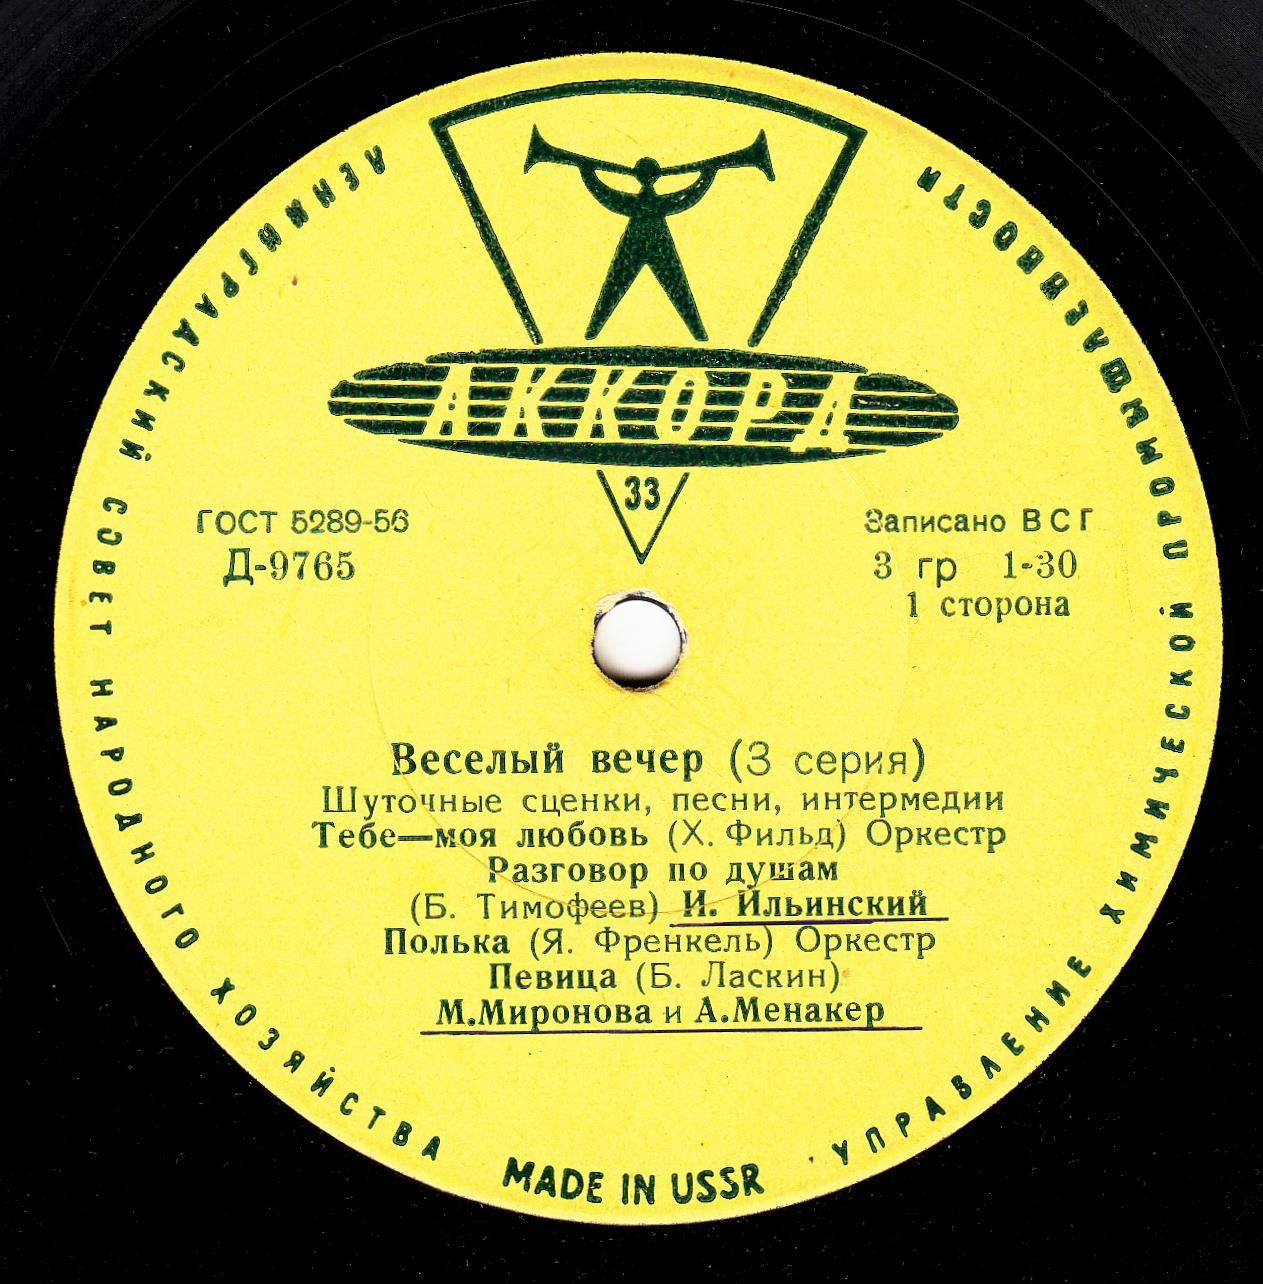 ЛЕНИНГРАДСКИЙ СОВЕТ НАРОДНОГО ХОЗЯЙСТВА
УПРАВЛЕНИЕ ХИМИЧЕСКОЙ ПРОМЫШЛЕННОСТИ
АККОРД
33
ГОСТ 5289-56
Д-9765
Записано ВСГ
3 гр 1-30
1 сторона
Веселый вечер (3 серия)
Шуточные сценки, песни, интермедии
Тебе—моя любовь (Х. Фильд) Оркестр
Разговор по душам
(Б. Тимофеев) И. Ильинский
Полька (Я. Френкель) Оркестр
Певица (Б. Ласкин)
М.Миронова и А.Менакер
MADE IN USSR